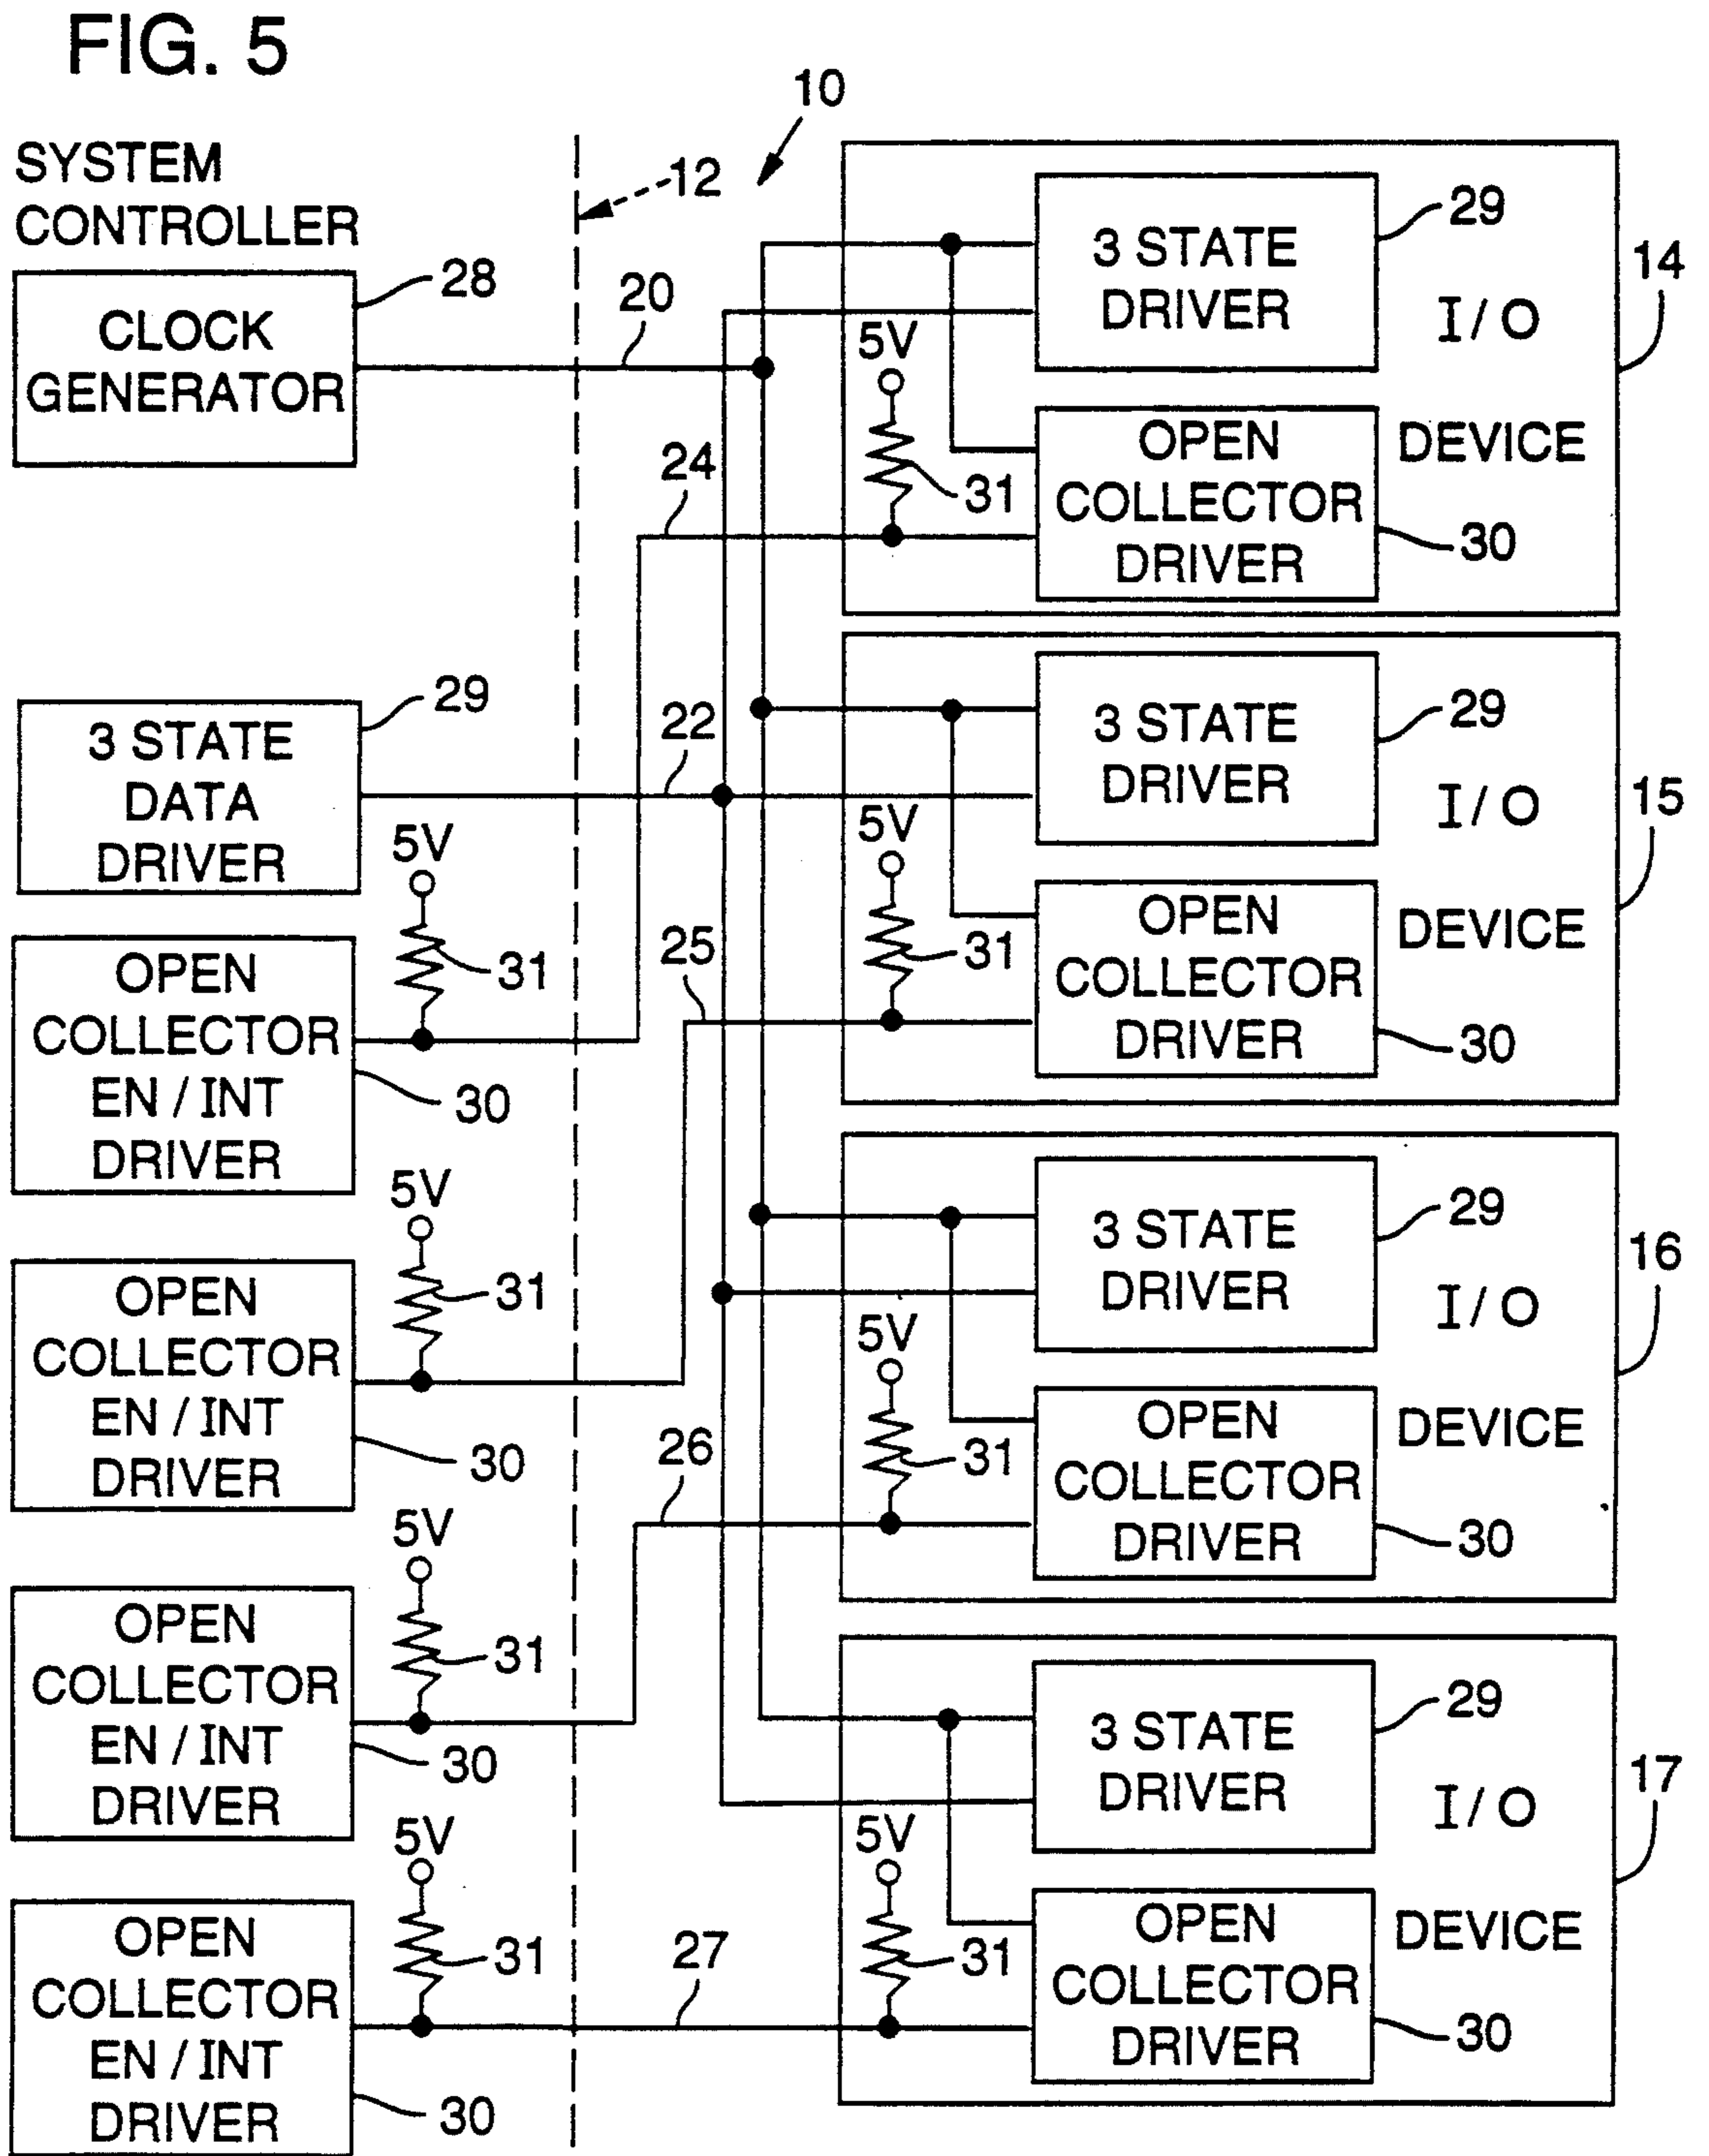 FIG. 5
10
12
SYSTEM
CONTROLLER
28
CLOCK
GENERATOR
20
24
29
3 STATE
DATA
DRIVER
22
5V
31
OPEN
COLLECTOR
EN / INT
DRIVER
30
25
5V
31
OPEN
COLLECTOR
EN / INT
DRIVER
30
26
5V
31
OPEN
COLLECTOR
EN / INT
DRIVER
30
5V
31
OPEN
COLLECTOR
EN / INT
DRIVER
30
27
3 STATE
DRIVER
29
I / O
14
5V
31
OPEN
COLLECTOR
DRIVER
DEVICE
30
3 STATE
DRIVER
29
I / O
15
5V
31
OPEN
COLLECTOR
DRIVER
DEVICE
30
3 STATE
DRIVER
29
I / O
16
5V
31
OPEN
COLLECTOR
DRIVER
DEVICE
30
3 STATE
DRIVER
29
I / O
17
5V
31
OPEN
COLLECTOR
DRIVER
DEVICE
30